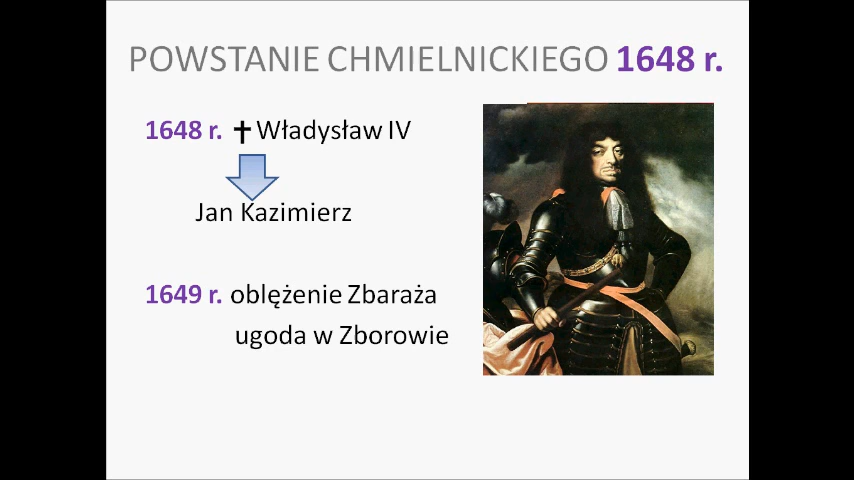 POWSTANIE CHMIELNICKIEGO 1648 r.
1648 r. ✝ Władysław IV
Jan Kazimierz
1649 r. oblężenie Zbaraża
ugoda w Zborowie